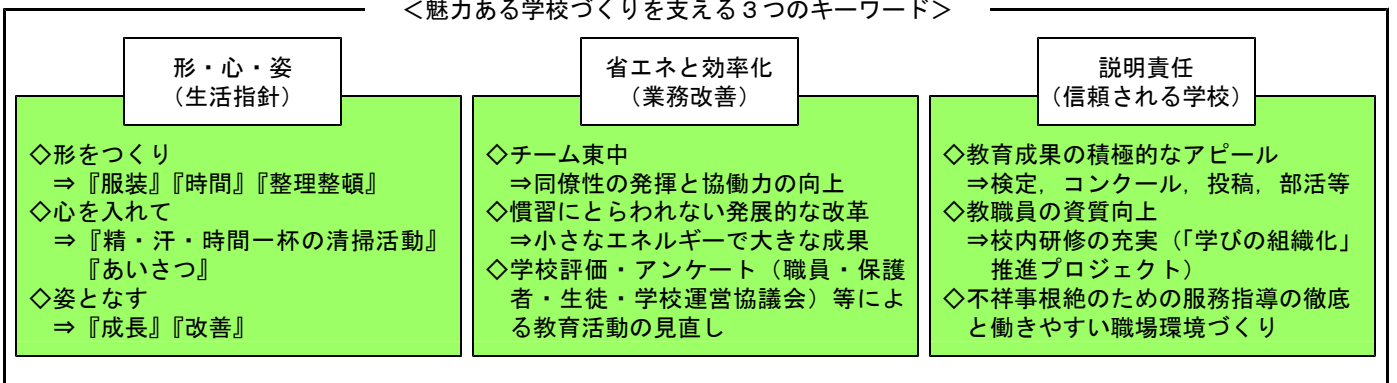 ＜魅力ある学校づくりを支える３つのキーワード＞
形・心・姿
（生活指針）
◇形をつくり
⇒『服装』『時間』『整理整頓』
◇心を入れて
⇒『精・汗・時間一杯の清掃活動』
『あいさつ』
◇姿となす
⇒『成長』『改善』
省エネと効率化
（業務改善）
◇チーム東中
⇒同僚性の発揮と協働力の向上
◇慣習にとらわれない発展的な改革
⇒小さなエネルギーで大きな成果
◇学校評価・アンケート（職員・保護
者・生徒・学校運営協議会）等によ
る教育活動の見直し
説明責任
（信頼される学校）
◇教育成果の積極的なアピール
⇒検定，コンクール，投稿，部活等
◇教職員の資質向上
⇒校内研修の充実（「学びの組織化」
推進プロジェクト）
◇不祥事根絶のための服務指導の徹底
と働きやすい職場環境づくり